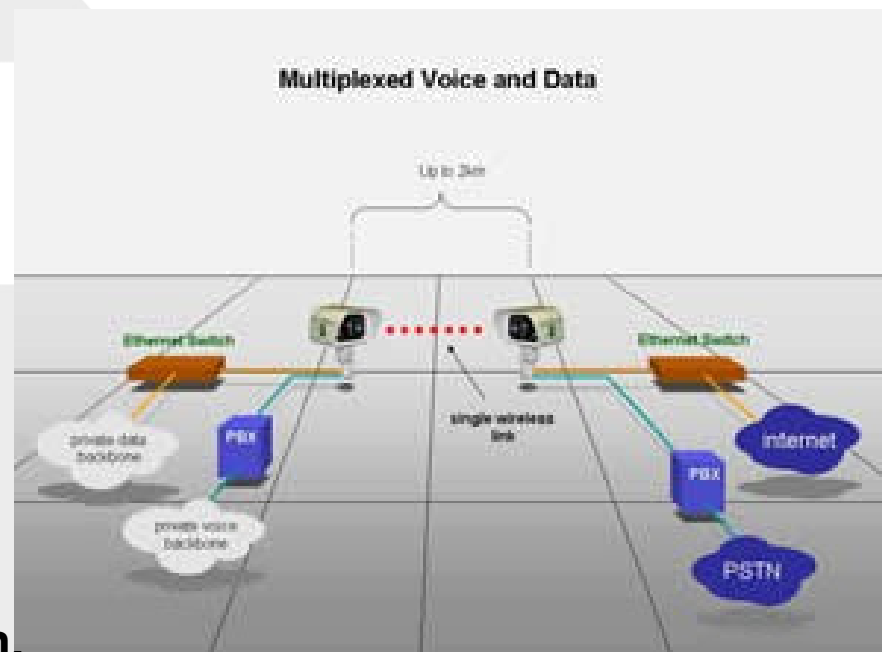 Multiplexed Voice and Data
Up to 2km
Ethernet Switch
Ethernet Switch
single wireless
link
private data
backbone
PBX
internet
PBX
private voice
backbone
PSTN